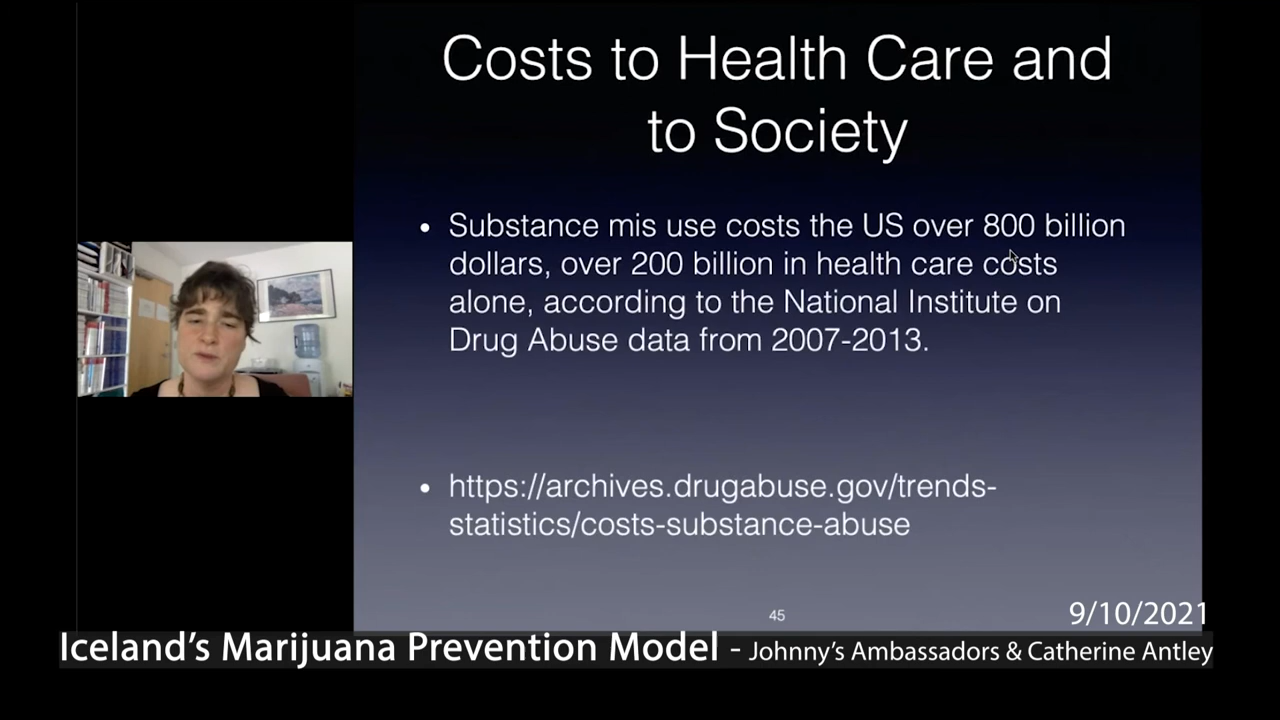 Costs to Health Care and
to Society
• Substance mis use costs the US over 800 billion
dollars, over 200 billion in health care costs
alone, according to the National Institute on
Drug Abuse data from 2007-2013.
• https://archives.drugabuse.gov/trends-
statistics/costs-substance-abuse
45
9/10/2021
Iceland's Marijuana Prevention Model - Johnny's Ambassadors & Catherine Antley